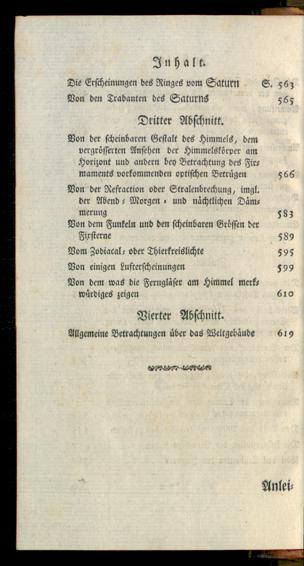 Inhalt.
Die Erscheinungen des Ringes vom Saturn S. 563
Von den Trabanten des Saturns 565
Dritter Abschnitt.
Von der scheinbaren Gestalt des Himmels, dem
vergrösserten Ansehen der Himmelskörper am
Horizont und andern bey Betrachtung des Fir-
maments vorkommenden optischen Betrügen 566
Von der Refraction oder Stralenbrechung, imgl.
der Abend- Morgen- und nächtlichen Däm-
merung 583
Von dem Funkeln und den scheinbaren Grössen der
Fixsterne 589
Vom Zodiacal- oder Thierkreislichte 595
Von einigen Lufterscheinungen 599
Von dem was die Ferngläser am Himmel merk-
würdiges zeigen 610
Vierter Abschnitt.
Allgemeine Betrachtungen über das Weltgebäude 619
Anlei-